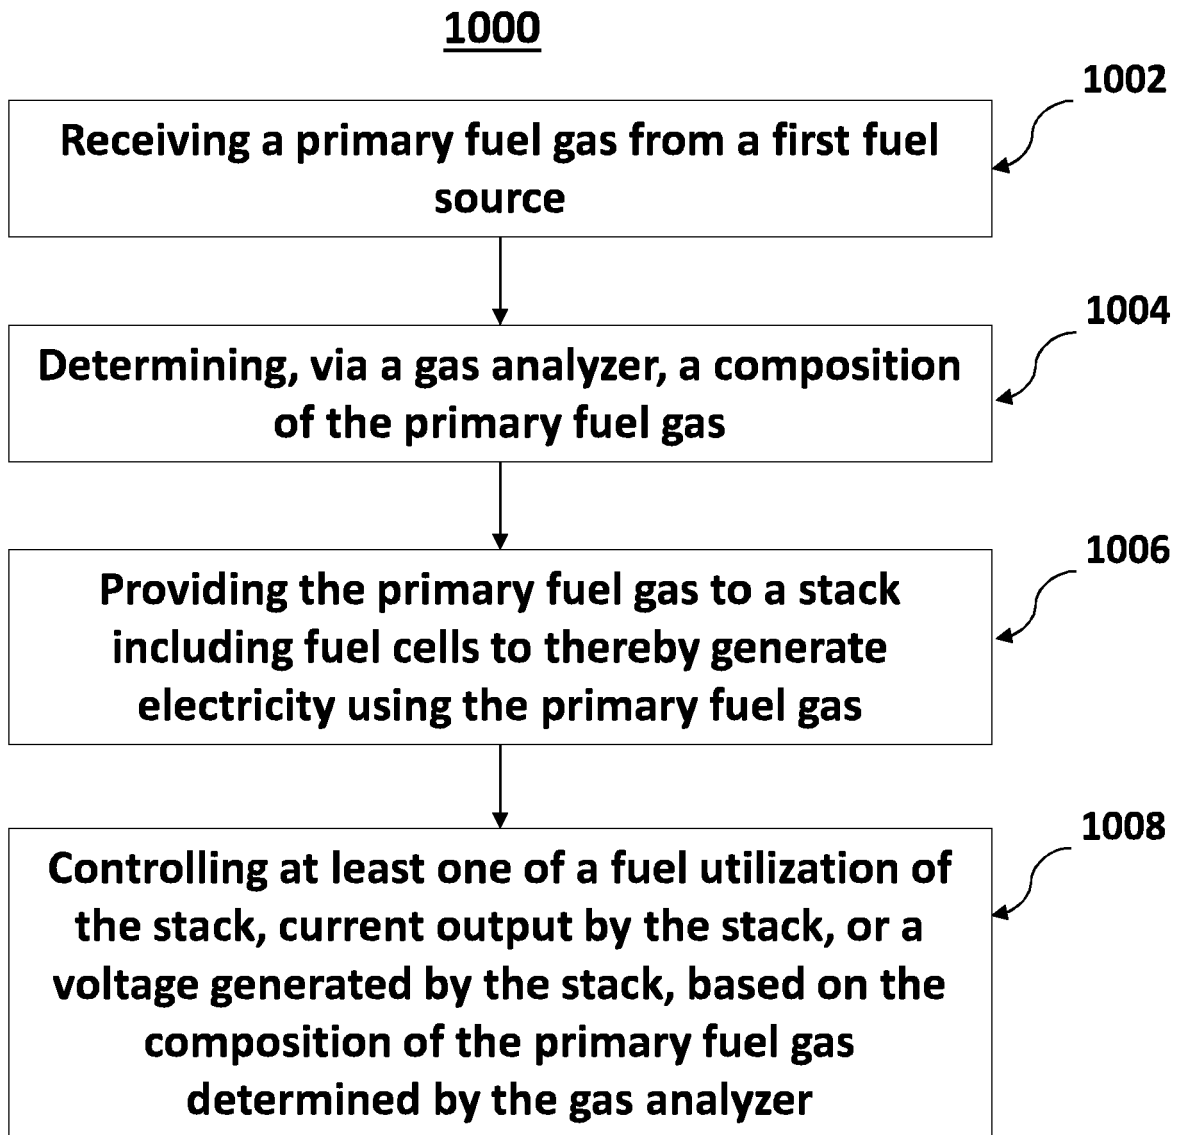 1000
1002
Receiving a primary fuel gas from a first fuel
source
1004
Determining, via a gas analyzer, a composition
of the primary fuel gas
1006
Providing the primary fuel gas to a stack
including fuel cells to thereby generate
electricity using the primary fuel gas
1008
Controlling at least one of a fuel utilization of
the stack, current output by the stack, or a
voltage generated by the stack, based on the
composition of the primary fuel gas
determined by the gas analyzer